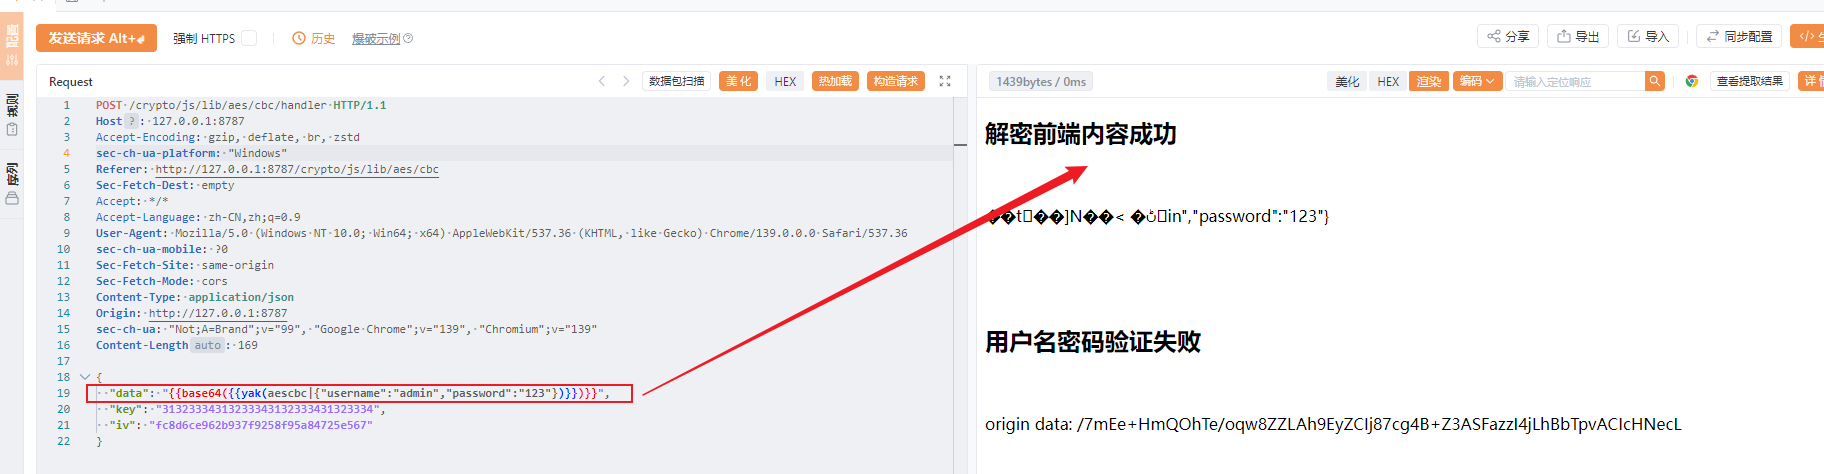 配置
规则
序列
发送请求 Alt+
强制 HTTPS
历史
爆破示例
分享
导出
导入
同步配置
Request
数据包扫描
美化
HEX
热加载
构造请求
1 POST /crypto/js/lib/aes/cbc/handler HTTP/1.1
2 Host ? : 127.0.0.1:8787
3 Accept-Encoding: gzip, deflate, br, zstd
4 sec-ch-ua-platform: "Windows"
5 Referer: http://127.0.0.1:8787/crypto/js/lib/aes/cbc
6 Sec-Fetch-Dest: empty
7 Accept: */*
8 Accept-Language: zh-CN,zh;q=0.9
9 User-Agent: Mozilla/5.0 (Windows NT 10.0; Win64; x64) AppleWebKit/537.36 (KHTML, like Gecko) Chrome/139.0.0.0 Safari/537.36
10 sec-ch-ua-mobile: ?0
11 Sec-Fetch-Site: same-origin
12 Sec-Fetch-Mode: cors
13 Content-Type: application/json
14 Origin: http://127.0.0.1:8787
15 sec-ch-ua: "Not;A=Brand";v="99", "Google Chrome";v="139", "Chromium";v="139"
16 Content-Length auto : 169
17
18 {
19 "data": "{{base64({{yak(aescbc|{"username":"admin","password":"123"})}})}}",
20 "key": "31323334313233343132333431323334",
21 "iv": "fc8d6ce962b937f9258f95a84725e567"
22 }
1439bytes / 0ms
美化
HEX
渲染
编码
请输入定位响应
查看提取结果
详情
解密前端内容成功
in","password":"123"}
用户名密码验证失败
origin data: /7mEe+HmQOhTe/oqw8ZZLAh9EyZCIj87cg4B+Z3ASFazzI4jLhBbTpvACIcHNecL